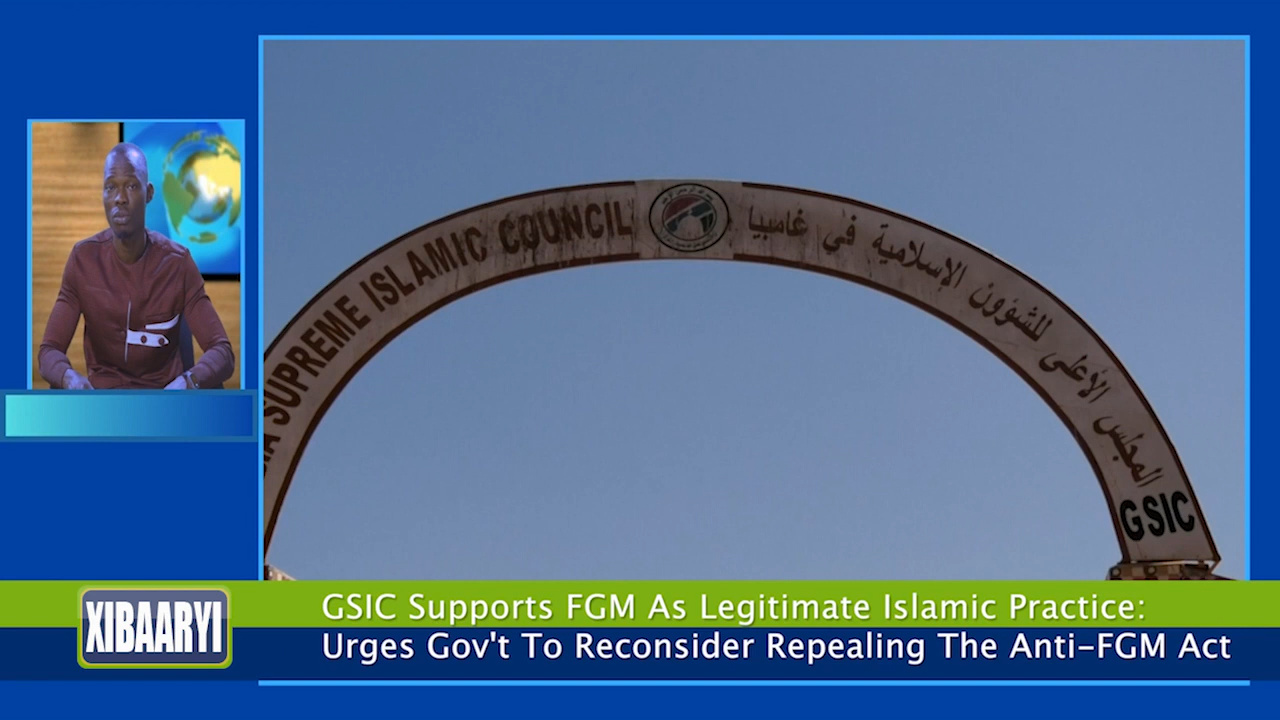 IA SUPREME ISLAMIC COUNCIL
المجلس الأعلى للشؤون الإسلامية في غامبيا
GSIC
XIBAARYI
GSIC Supports FGM As Legitimate Islamic Practice:
Urges Gov't To Reconsider Repealing The Anti-FGM Act